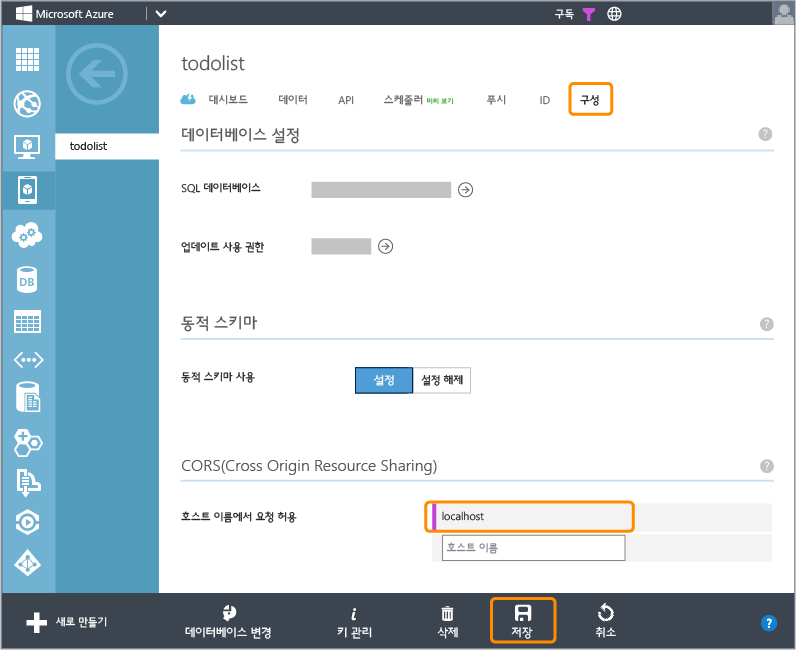 Microsoft Azure
구독
todolist
todolist
대시보드 데이터 API 스케줄러 미리 보기 푸시 ID 구성
데이터베이스 설정 ?
SQL 데이터베이스
업데이트 사용 권한
동적 스키마 ?
동적 스키마 사용 설정 설정 해제
CORS(Cross Origin Resource Sharing) ?
호스트 이름에서 요청 허용 localhost
호스트 이름
DB
새로 만들기 데이터베이스 변경 키 관리 삭제 저장 취소 ?